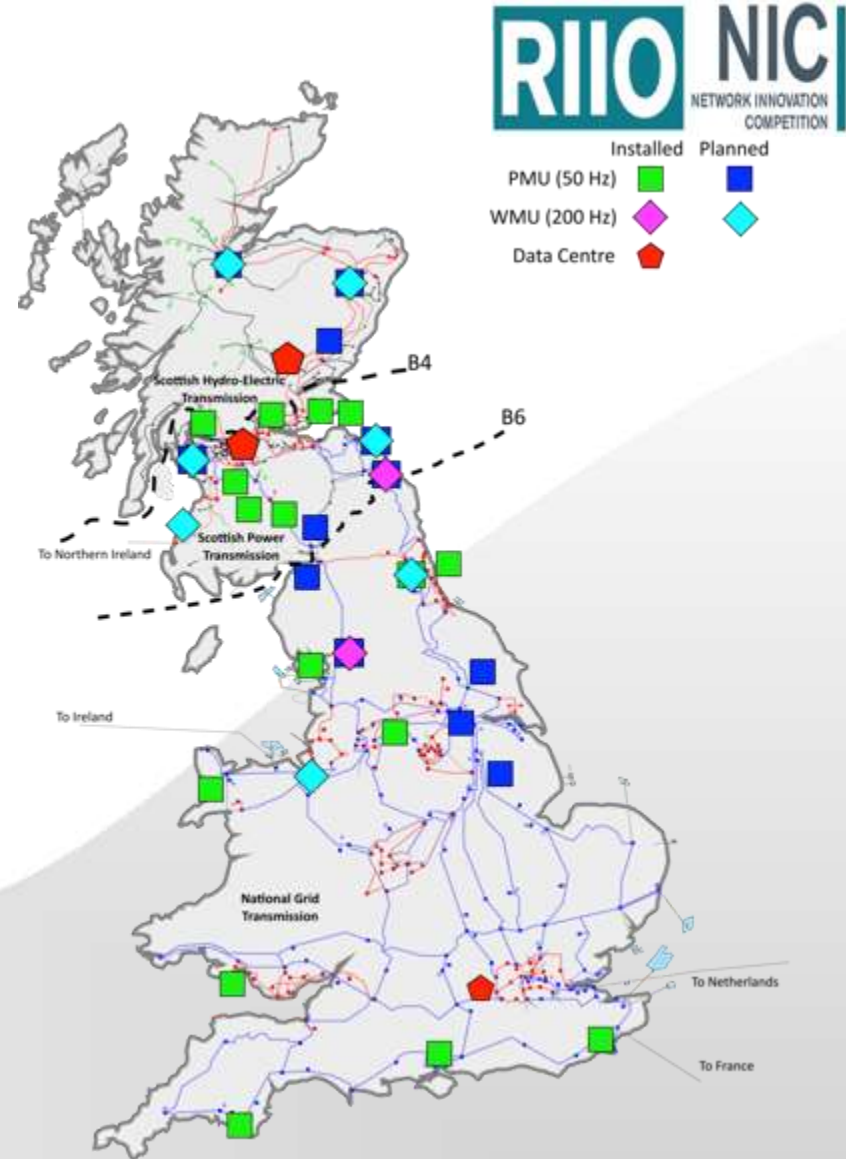 RIIO
NIC
NETWORK INNOVATION
COMPETITION
Installed Planned
PMU (50 Hz)
WMU (200 Hz)
Data Centre
B4
Scottish Hydro-Electric
Transmission
B6
To Northern Ireland
Scottish Power
Transmission
To Ireland
National Grid
Transmission
To Netherlands
To France